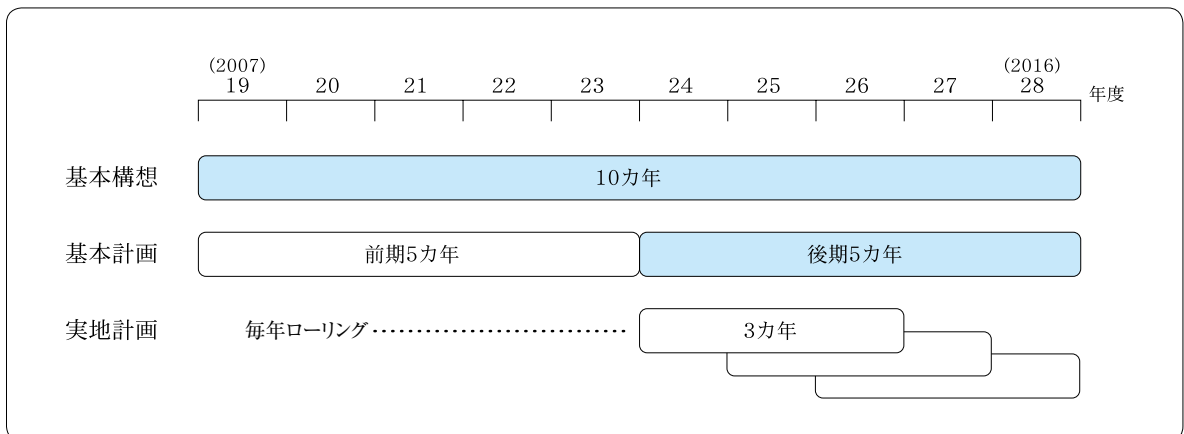 (2007) (2016)
19 20 21 22 23 24 25 26 27 28 年度
基本構想 10カ年
基本計画 前期5カ年 後期5カ年
実地計画 毎年ローリング 3カ年